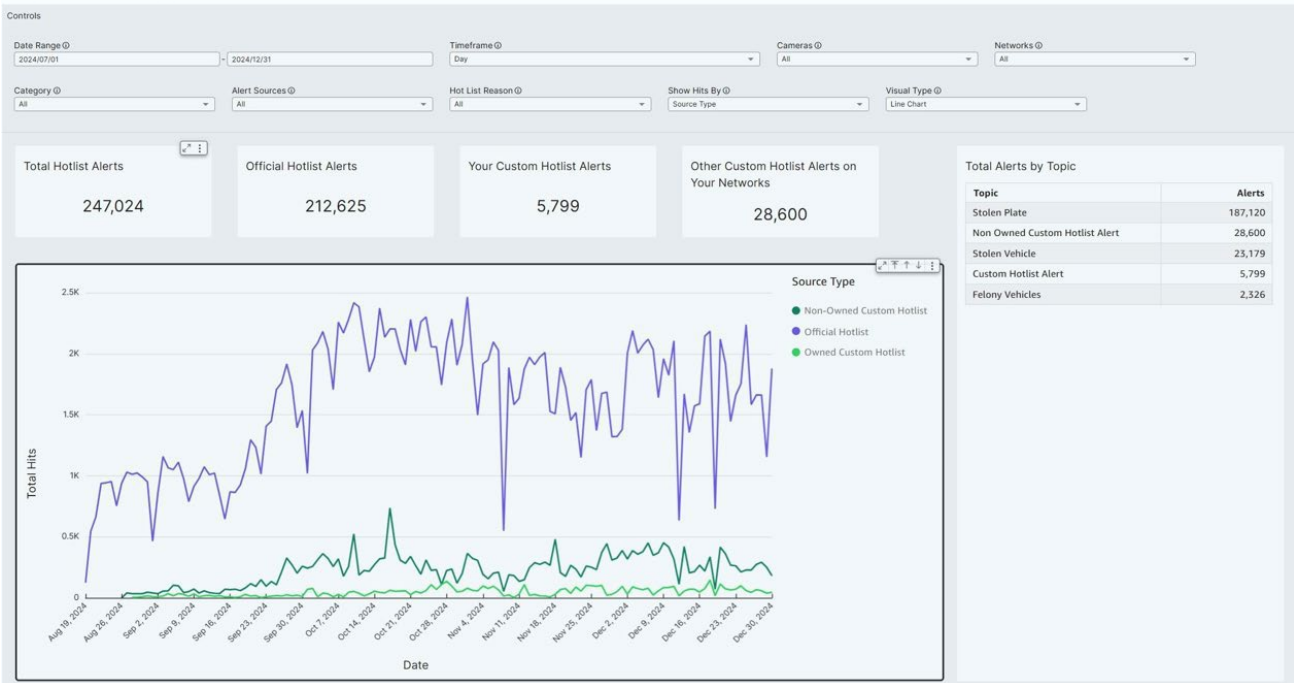 Controls
Date Range
2024/07/01 - 2024/12/31
Timeframe
Day
Cameras
All
Networks
All
Category
All
Alert Sources
All
Hot List Reason
All
Show Hits By
Source Type
Visual Type
Line Chart
Total Hotlist Alerts
247,024
Official Hotlist Alerts
212,625
Your Custom Hotlist Alerts
5,799
Other Custom Hotlist Alerts on
Your Networks
28,600
Total Alerts by Topic
Topic Alerts
Stolen Plate 187,120
Non Owned Custom Hotlist Alert 28,600
Stolen Vehicle 23,179
Custom Hotlist Alert 5,799
Felony Vehicles 2,326
Source Type
Non-Owned Custom Hotlist
Official Hotlist
Owned Custom Hotlist
Total Hits
2.5K
2K
1.5K
1K
0.5K
0
Aug 19, 2024
Aug 26, 2024
Sep 2, 2024
Sep 9, 2024
Sep 16, 2024
Sep 23, 2024
Sep 30, 2024
Oct 7, 2024
Oct 14, 2024
Oct 21, 2024
Oct 28, 2024
Nov 4, 2024
Nov 11, 2024
Nov 18, 2024
Nov 25, 2024
Dec 2, 2024
Dec 9, 2024
Dec 16, 2024
Dec 23, 2024
Dec 30, 2024
Date